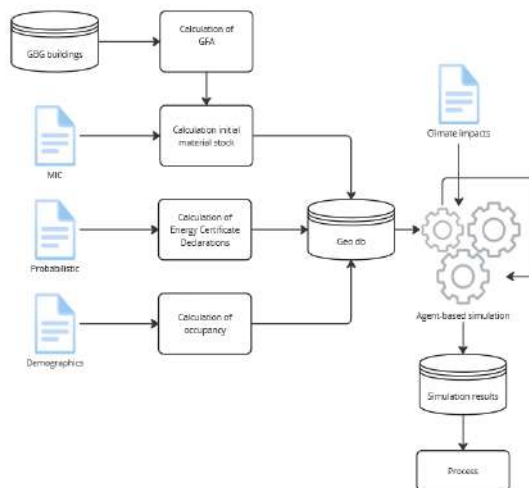 GBG buildings
Calculation of
GFA
MIC
Calculation initial
material stock
Climate impacts
Probabilistic
Calculation of
Energy Certificate
Declarations
Geo db
Agent-based simulation
Demographics
Calculation of
occupancy
Simulation results
Process